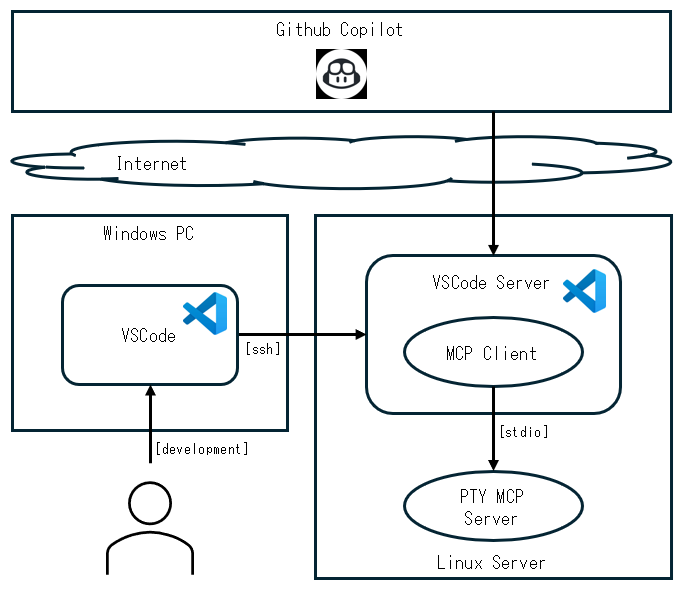 Github Copilot
Internet
Windows PC
VSCode
[ssh]
[development]
VSCode Server
MCP Client
[stdio]
PTY MCP
Server
Linux Server